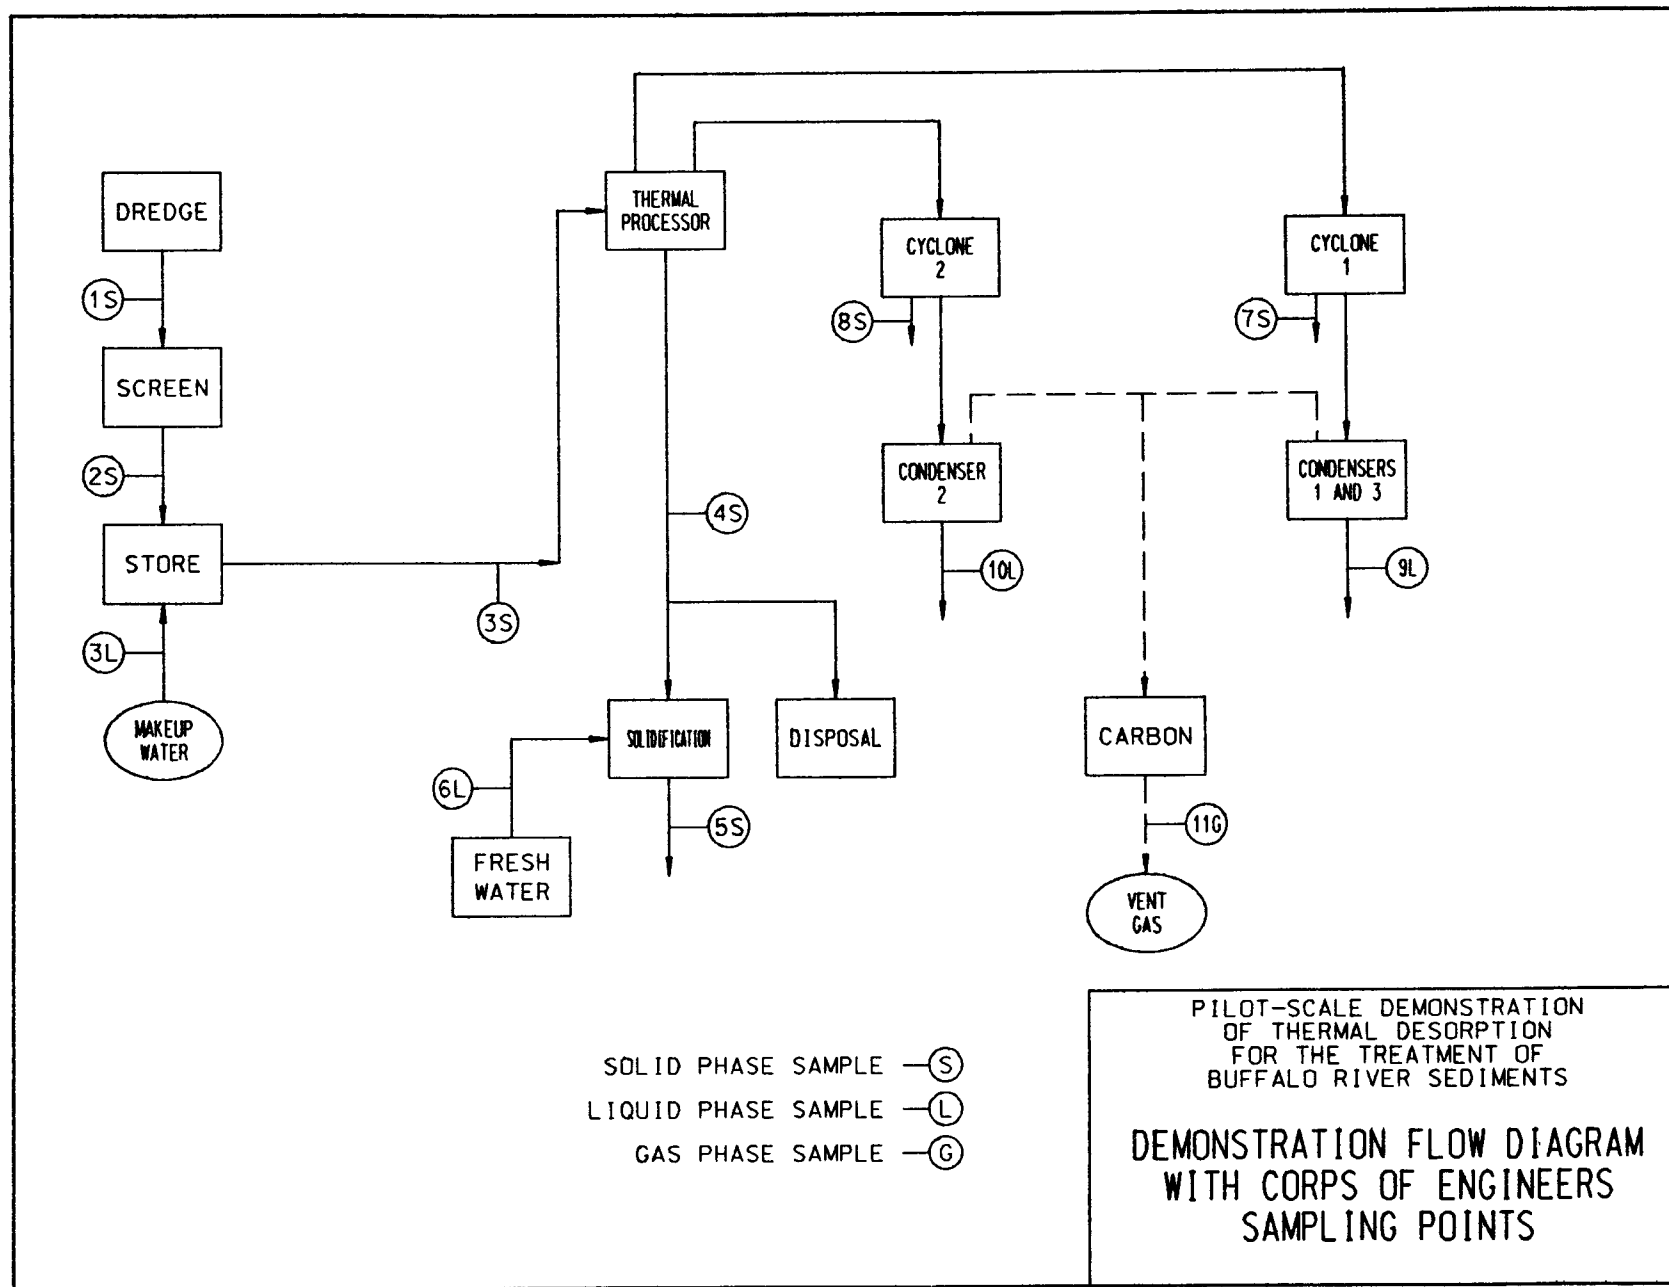 DREDGE
1S
SCREEN
2S
STORE
3L
MAKEUP
WATER
3S
THERMAL
PROCESSOR
4S
SOLIDIFICATION
DISPOSAL
6L
FRESH
WATER
5S
CYCLONE
2
8S
CONDENSER
2
10L
CYCLONE
1
7S
CONDENSERS
1 AND 3
9L
CARBON
11G
VENT
GAS
SOLID PHASE SAMPLE S
LIQUID PHASE SAMPLE L
GAS PHASE SAMPLE G
PILOT-SCALE DEMONSTRATION
OF THERMAL DESORPTION
FOR THE TREATMENT OF
BUFFALO RIVER SEDIMENTS
DEMONSTRATION FLOW DIAGRAM
WITH CORPS OF ENGINEERS
SAMPLING POINTS